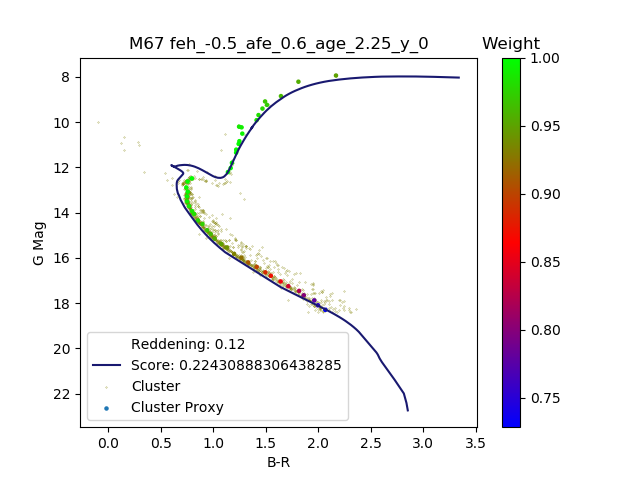 M67 feh_-0.5_afe_0.6_age_2.25_y_0
Weight
8
10
12
14
16
18
20
22
G Mag
0.0
0.5
1.0
1.5
2.0
2.5
3.0
3.5
B-R
Reddening: 0.12
Score: 0.22430888306438285
Cluster
Cluster Proxy
1.00
0.95
0.90
0.85
0.80
0.75